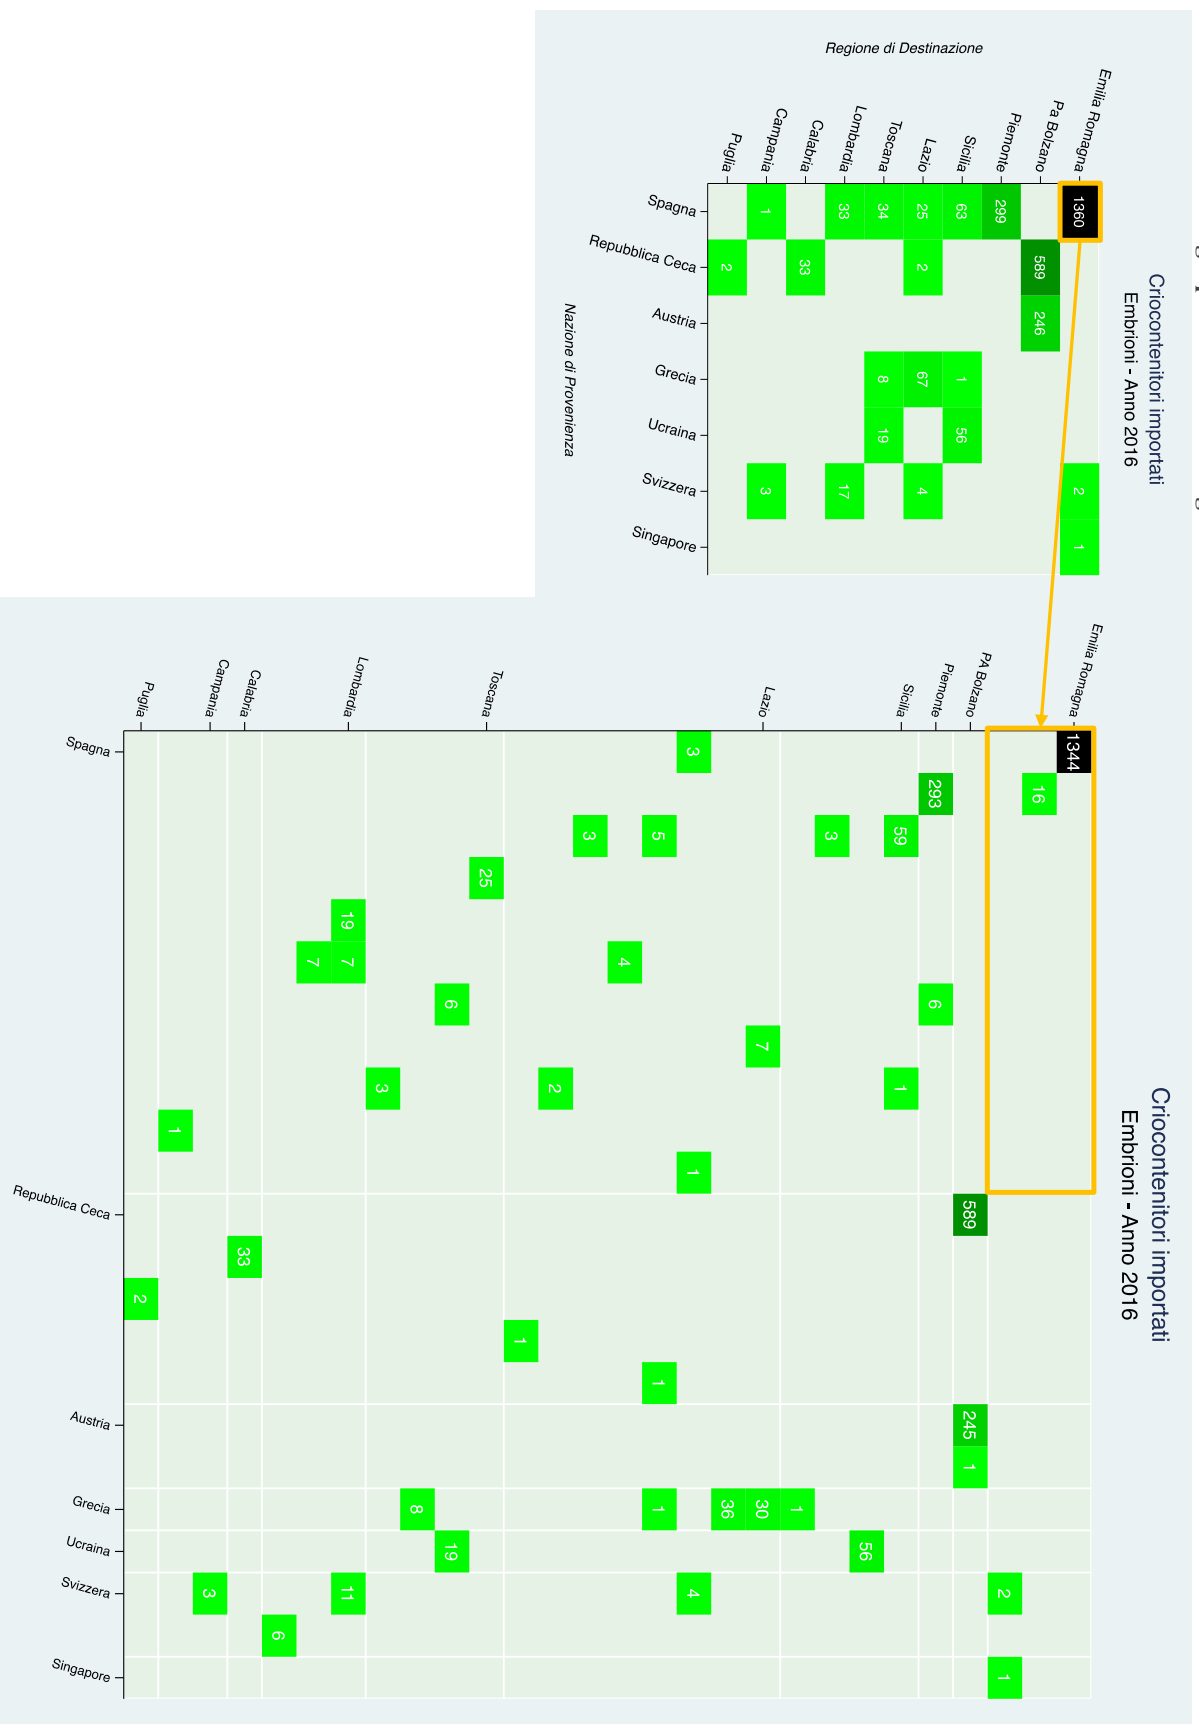 Criocontenitori importati
Embrioni - Anno 2016
Regione di Destinazione
Emilia Romagna 1360 2 1
Pa Bolzano 589 246
Piemonte 299
Sicilia 63 1 56
Lazio 25 2 67 4
Toscana 34 8 19
Lombardia 33 17
Calabria 33
Campania 1 3
Puglia 2
Spagna Repubblica Ceca Austria Grecia Ucraina Svizzera Singapore
Nazione di Provenienza
Criocontenitori importati
Embrioni - Anno 2016
Emilia Romagna 1344
16
2 1
PA Bolzano 589 245 1
Piemonte 293 6
Sicilia 59 1
56
3
1
Lazio 7 30
36
3 1 4
5 1 1
4
3
2
1
Toscana 25
6 19
8
3
Lombardia 19 7 11
7
6
Calabria 33
Campania 3
1
Puglia 2
Spagna Repubblica Ceca Austria Grecia Ucraina Svizzera Singapore